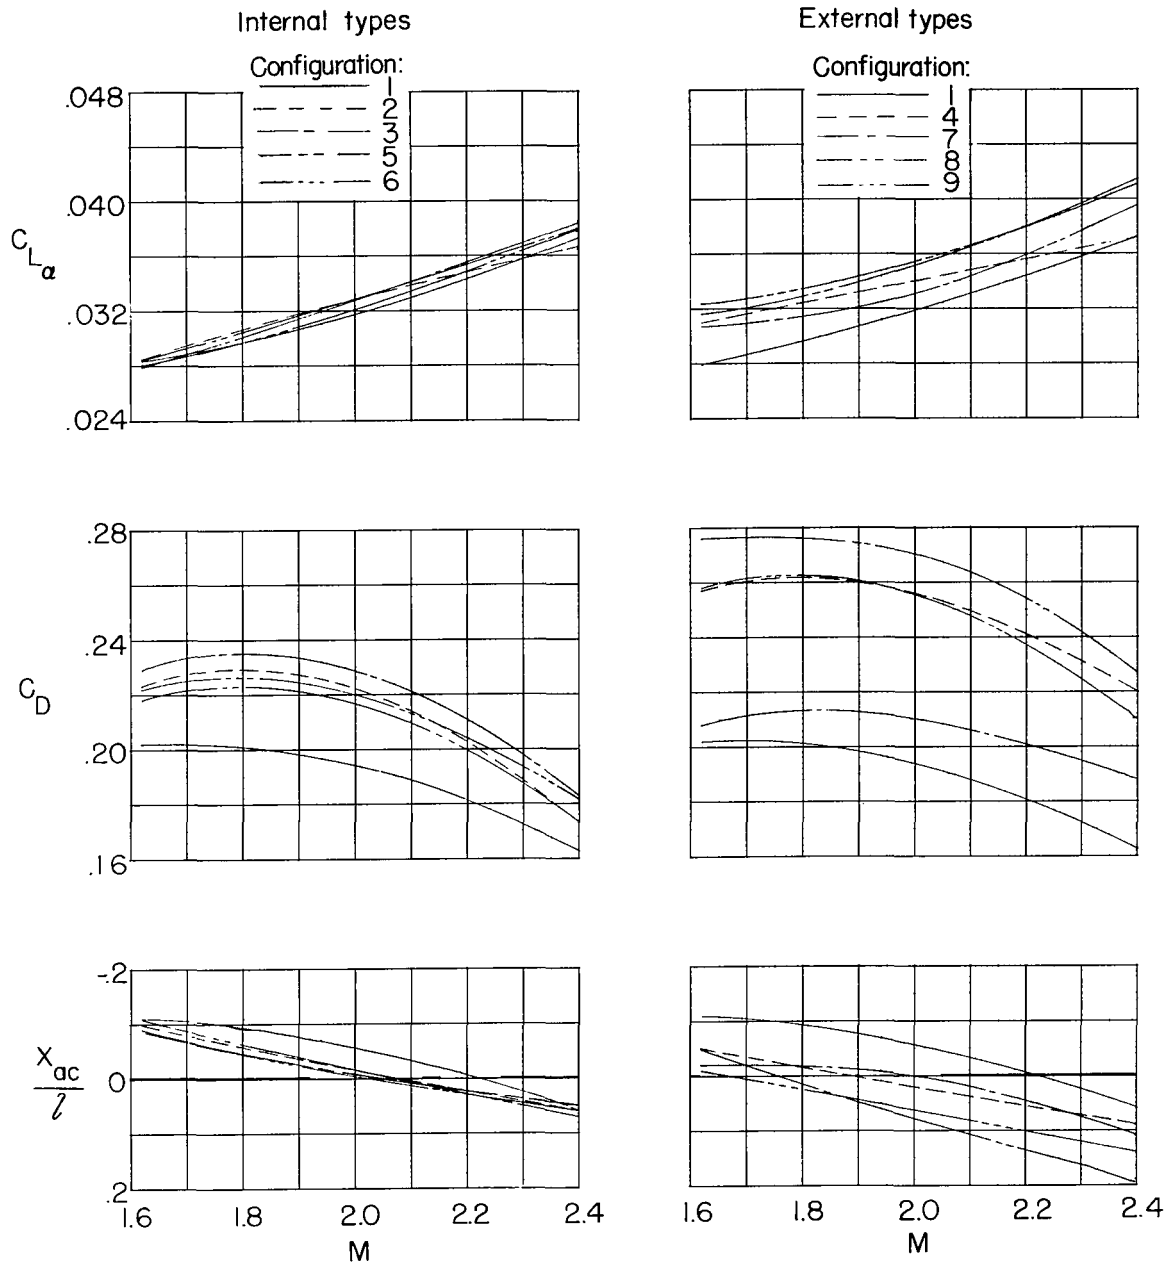 Internal types
Configuration:
1
2
3
5
6
.048
.040
.032
.024
C_Lα
External types
Configuration:
1
4
7
8
9
.28
.24
.20
.16
C_D
-.2
0
.2
X_ac
l
1.6 1.8 2.0 2.2 2.4
M
1.6 1.8 2.0 2.2 2.4
M